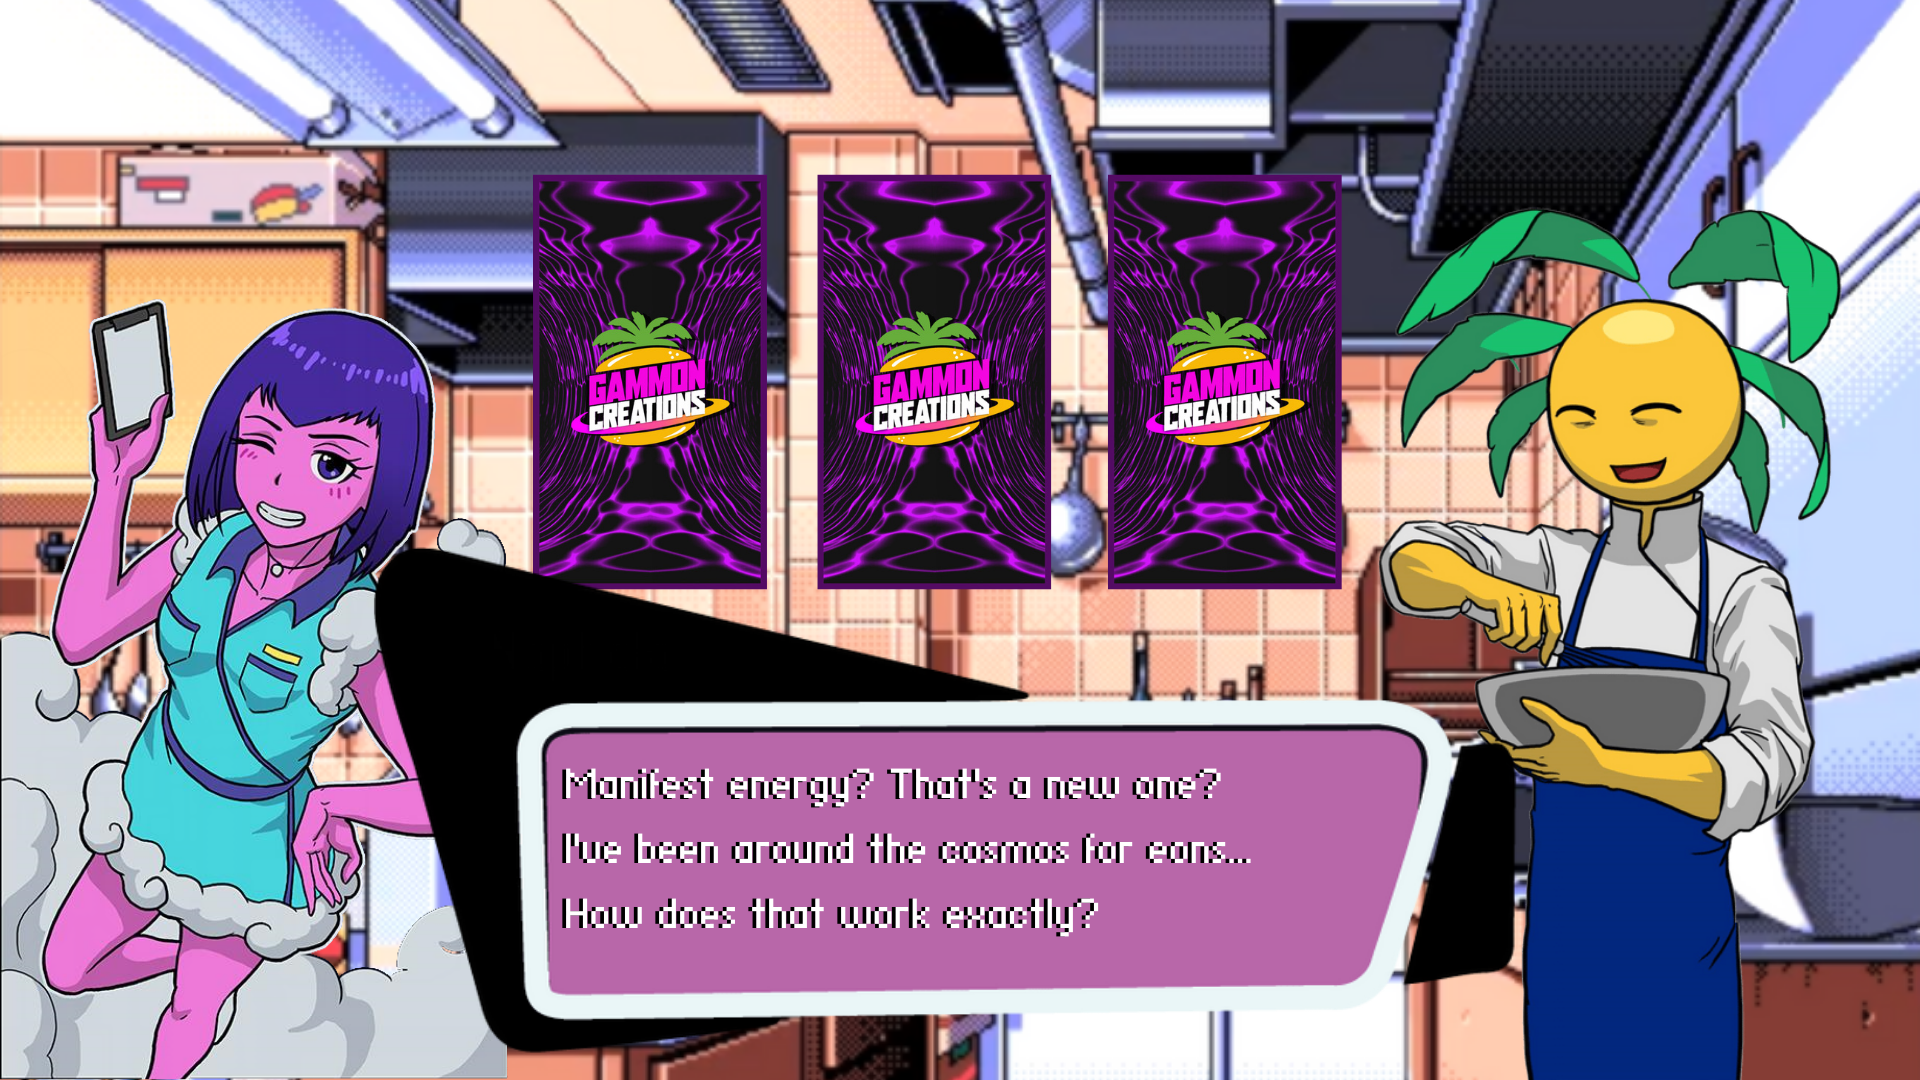 GAMMON
CREATIONS
GAMMON
CREATIONS
GAMMON
CREATIONS
Manifest energy? That's a new one?
I've been around the cosmos for eons...
How does that work exactly?